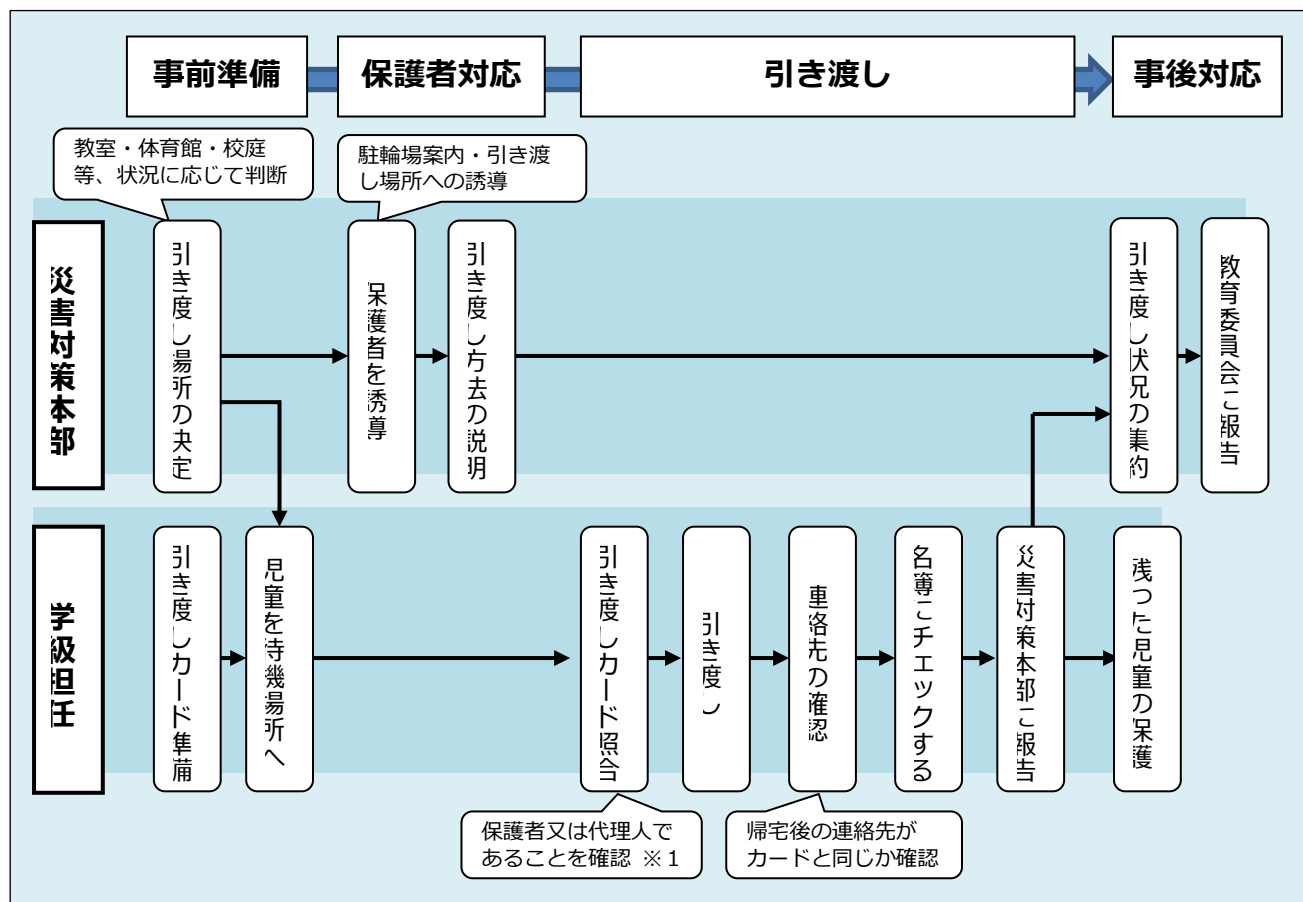 事前準備
保護者対応
引き渡し
事後対応
教室・体育館・校庭
等、状況に応じて判断
駐輪場案内・引き渡
し場所への誘導
災害対策本部
引き渡し場所の決定
保護者を誘導
引き渡し方法の説明
引き渡し状況の集約
教育委員会に報告
学級担任
引き渡しカード準備
児童を待機場所へ
引き渡しカード照合
引き渡し
連絡先の確認
名簿にチェックする
災害対策本部に報告
残った児童の保護
保護者又は代理人で
あることを確認 ※1
帰宅後の連絡先が
カードと同じか確認